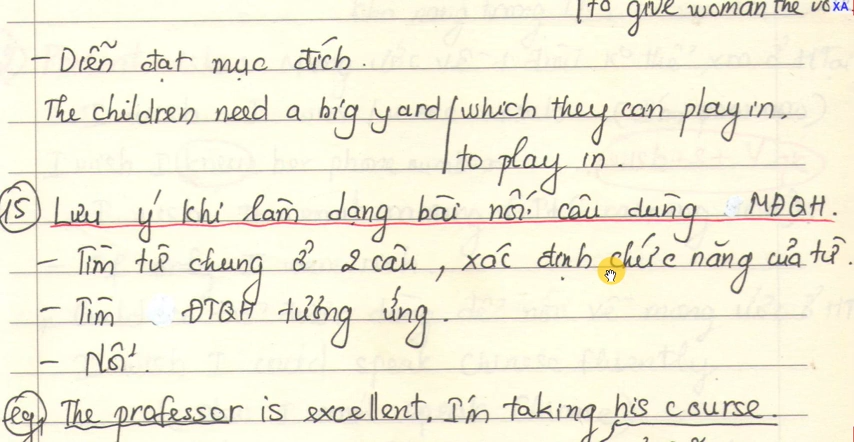 to give woman the vo
- Diễn đạt mục đích.
The children need a big yard / which they can play in.
to play in.
15 Lưu ý khi làm dạng bài nối câu dùng MĐQH.
- Tìm từ chung ở 2 câu, xác định chức năng của từ.
- Tìm ĐTQH tương ứng.
- Nối.
eg, The professor is excellent. I'm taking his course.